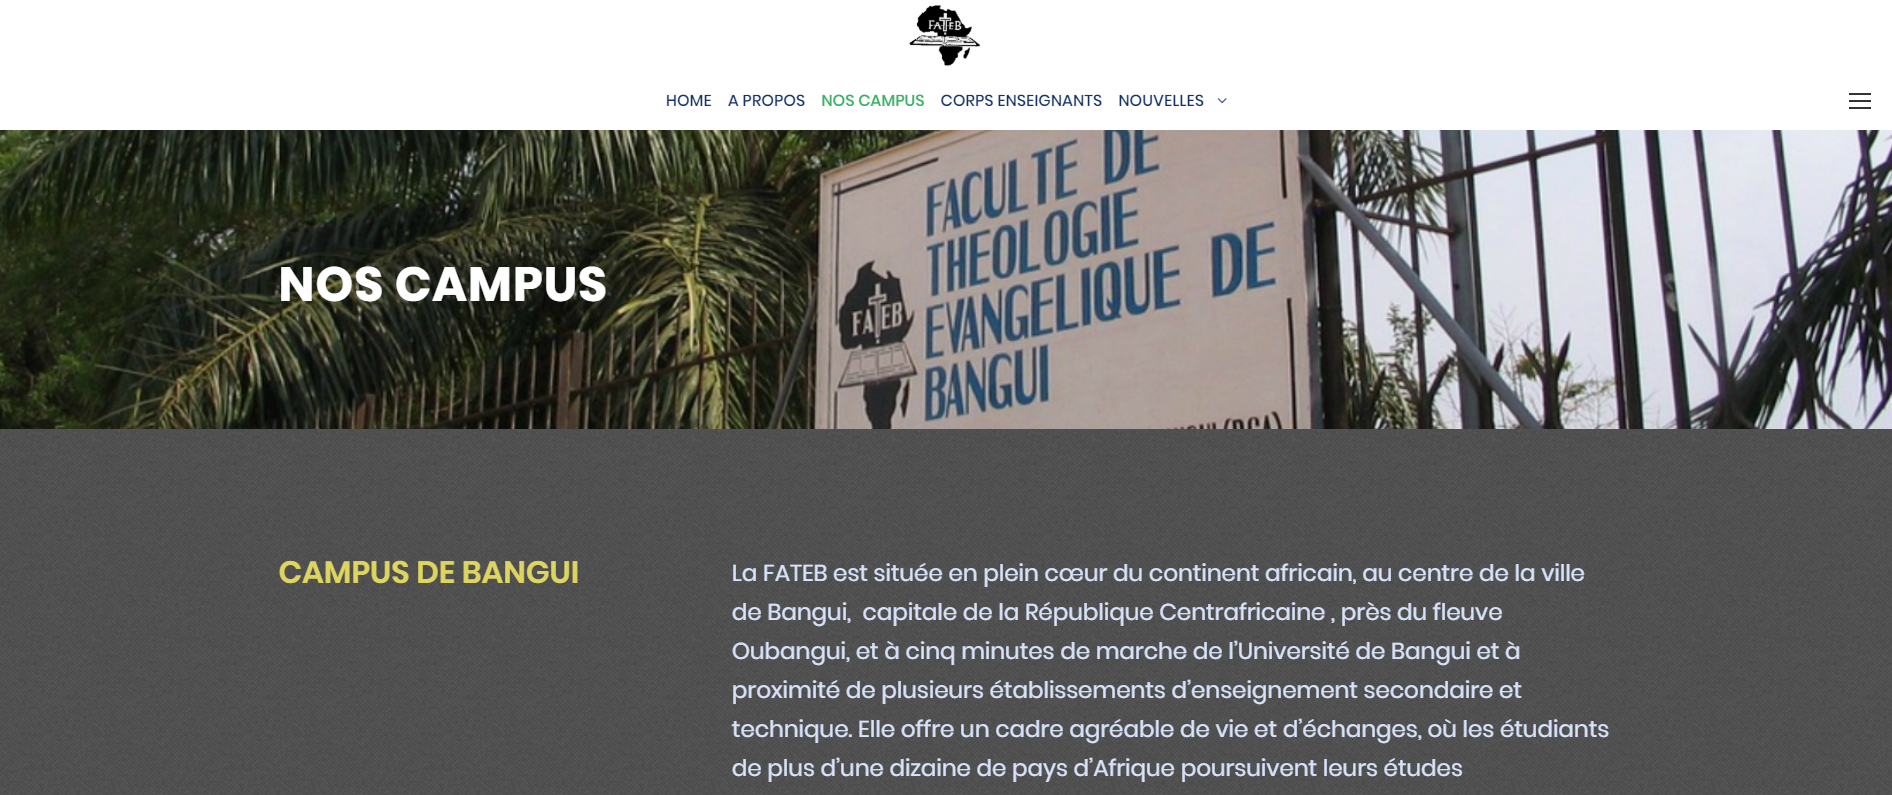 FATEB
HOME A PROPOS NOS CAMPUS CORPS ENSEIGNANTS NOUVELLES
NOS CAMPUS
FACULTE DE
THEOLOGIE
EVANGELIQUE DE
BANGUI
FATEB
CAMPUS DE BANGUI
La FATEB est située en plein cœur du continent africain, au centre de la ville
de Bangui,  capitale de la République Centrafricaine , près du fleuve
Oubangui, et à cinq minutes de marche de l’Université de Bangui et à
proximité de plusieurs établissements d’enseignement secondaire et
technique. Elle offre un cadre agréable de vie et d’échanges, où les étudiants
de plus d’une dizaine de pays d’Afrique poursuivent leurs études